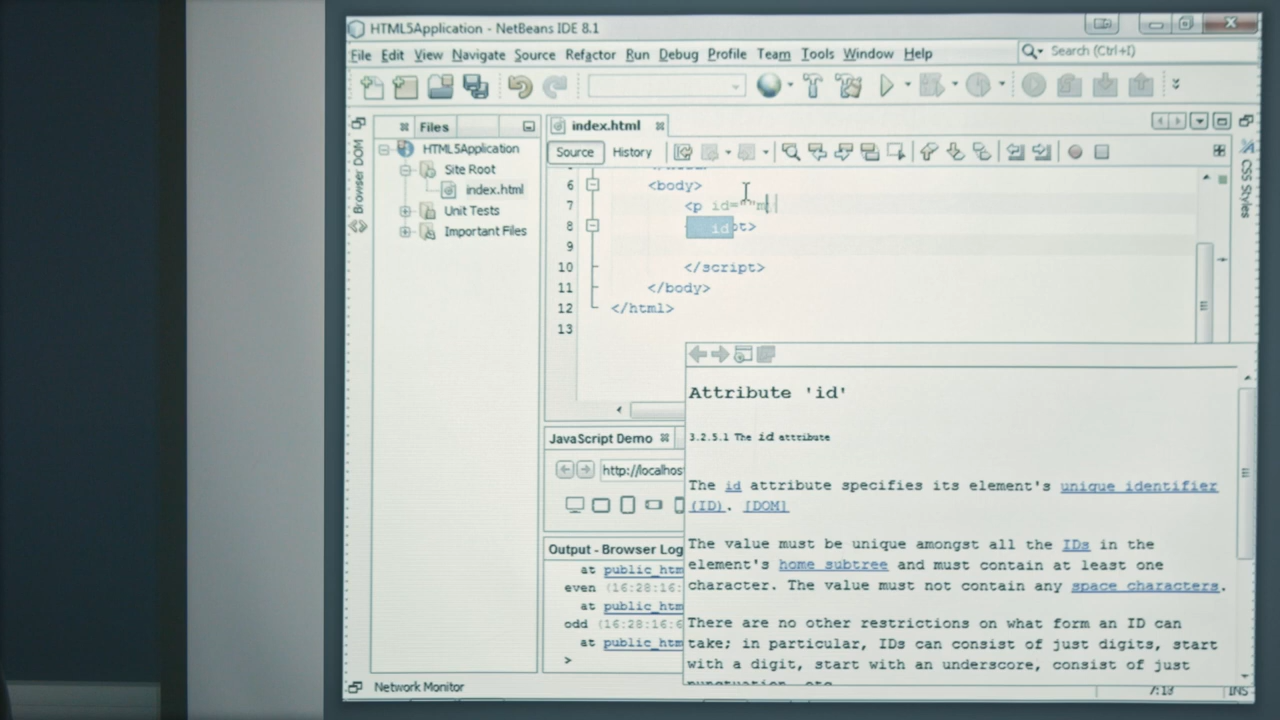 HTML5Application - NetBeans IDE 8.1
File Edit View Navigate Source Refactor Run Debug Profile Team Tools Window Help
Search (Ctrl+I)
Files
index.html
Browser DOM
CSS Styles
HTML5Application
Site Root
index.html
Unit Tests
Important Files
Source History
6 <body>
7 <p id=""m
8 id pt>
9
10 </script>
11 </body>
12 </html>
13
Attribute 'id'
3.2.5.1 The id attribute
The id attribute specifies its element's unique identifier
(ID). [DOM]
The value must be unique amongst all the IDs in the
element's home subtree and must contain at least one
character. The value must not contain any space characters.
There are no other restrictions on what form an ID can
take; in particular, IDs can consist of just digits, start
with a digit, start with an underscore, consist of just
punctuation, etc.
JavaScript Demo
http://localhos
Output - Browser Log
at public_htm
even (16:28:16:
at public_htm
odd (16:28:16:6
at public_htm
>
Network Monitor
7:13 INS